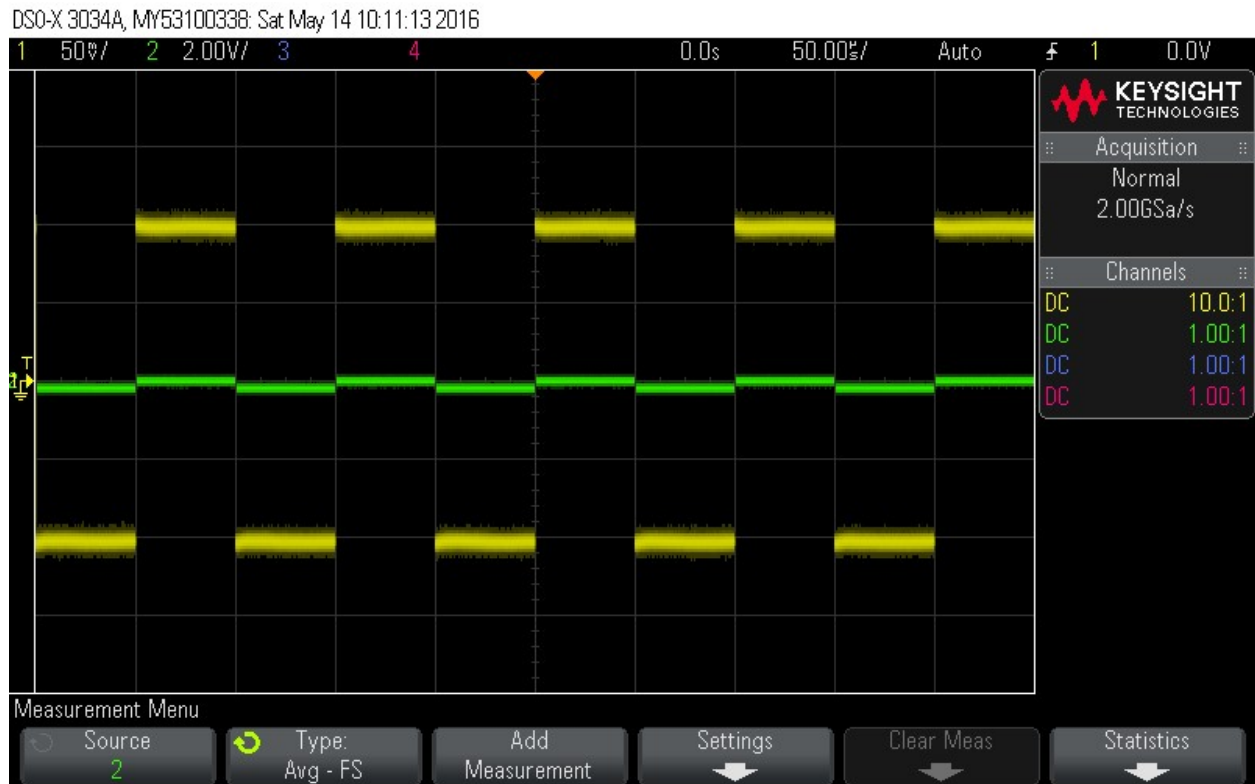 DSO-X 3034A, MY53100338: Sat May 14 10:11:13 2016
1 50mV/ 2 2.00V/ 3 4 0.0s 50.00us/ Auto 1 0.0V
KEYSIGHT
TECHNOLOGIES
Acquisition
Normal
2.00GSa/s
Channels
DC 10.0:1
DC 1.00:1
DC 1.00:1
DC 1.00:1
T
Measurement Menu
Source
2
Type:
Avg - FS
Add
Measurement
Settings
Clear Meas
Statistics